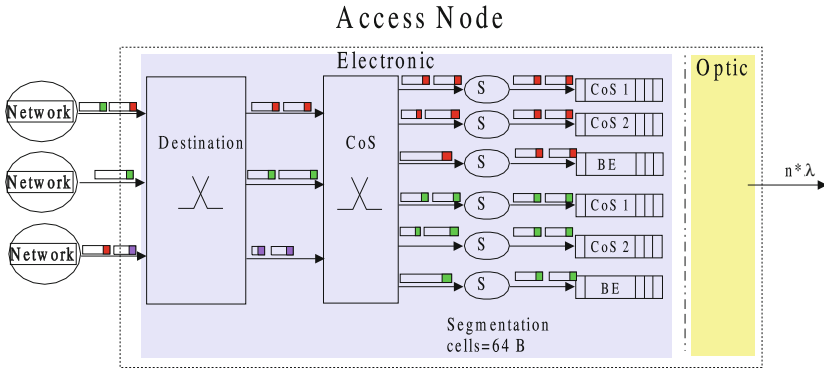 Access Node
Electronic
Optic
Network
Network
Network
Destination
CoS
S
CoS 1
S
CoS 2
S
BE
S
CoS 1
S
CoS 2
S
BE
n*λ
Segmentation
cells=64 B